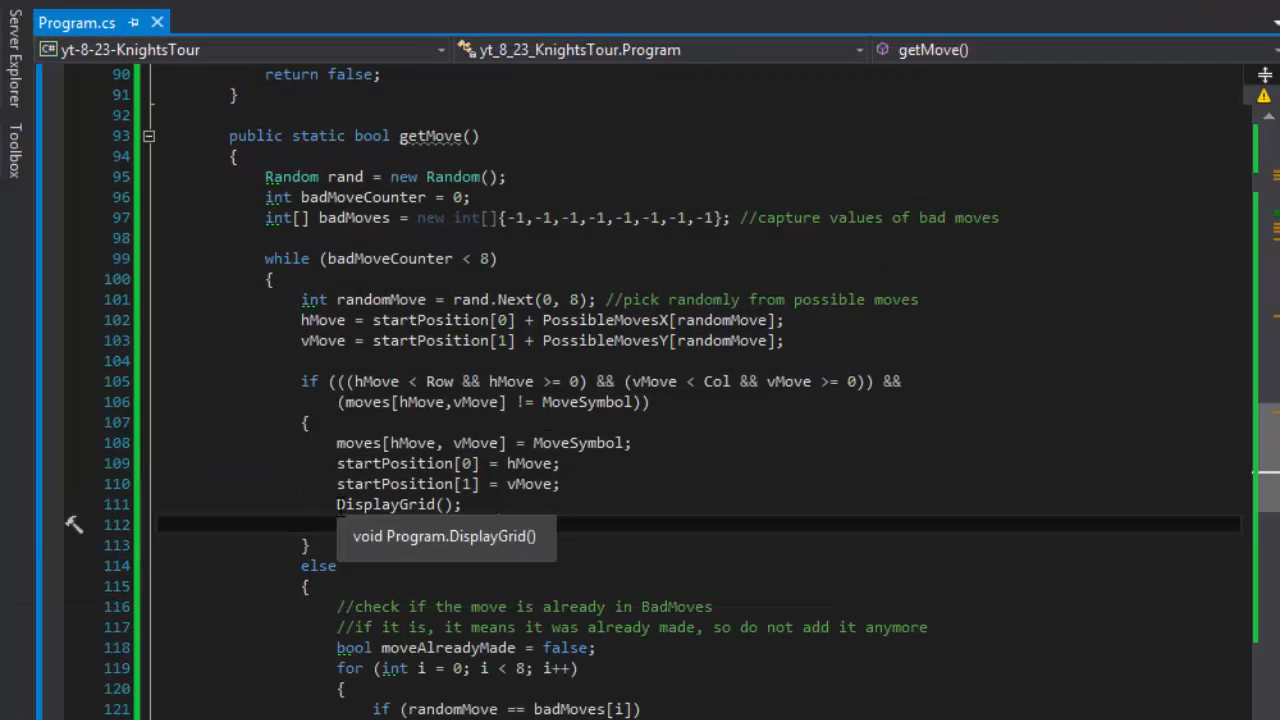 Program.cs
Server Explorer
Toolbox
yt-8-23-KnightsTour
yt_8_23_KnightsTour.Program
getMove()
90 return false;
91 }
92
93 public static bool getMove()
94 {
95 Random rand = new Random();
96 int badMoveCounter = 0;
97 int[] badMoves = new int[]{-1,-1,-1,-1,-1,-1,-1,-1}; //capture values of bad moves
98
99 while (badMoveCounter < 8)
100 {
101 int randomMove = rand.Next(0, 8); //pick randomly from possible moves
102 hMove = startPosition[0] + PossibleMovesX[randomMove];
103 vMove = startPosition[1] + PossibleMovesY[randomMove];
104
105 if (((hMove < Row && hMove >= 0) && (vMove < Col && vMove >= 0)) &&
106 (moves[hMove,vMove] != MoveSymbol))
107 {
108 moves[hMove, vMove] = MoveSymbol;
109 startPosition[0] = hMove;
110 startPosition[1] = vMove;
111 DisplayGrid();
112
void Program.DisplayGrid()
113 }
114 else
115 {
116 //check if the move is already in BadMoves
117 //if it is, it means it was already made, so do not add it anymore
118 bool moveAlreadyMade = false;
119 for (int i = 0; i < 8; i++)
120 {
121 if (randomMove == badMoves[i])